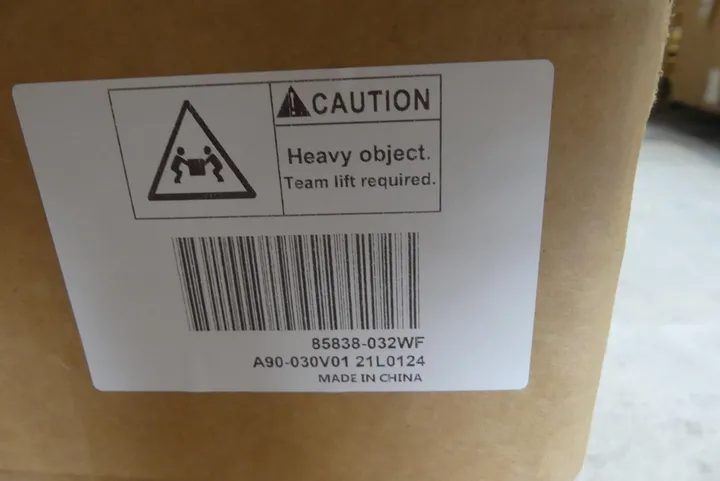 CAUTION
Heavy object.
Team lift required.
85838-032WF
A90-030V01 21L0124
MADE IN CHINA